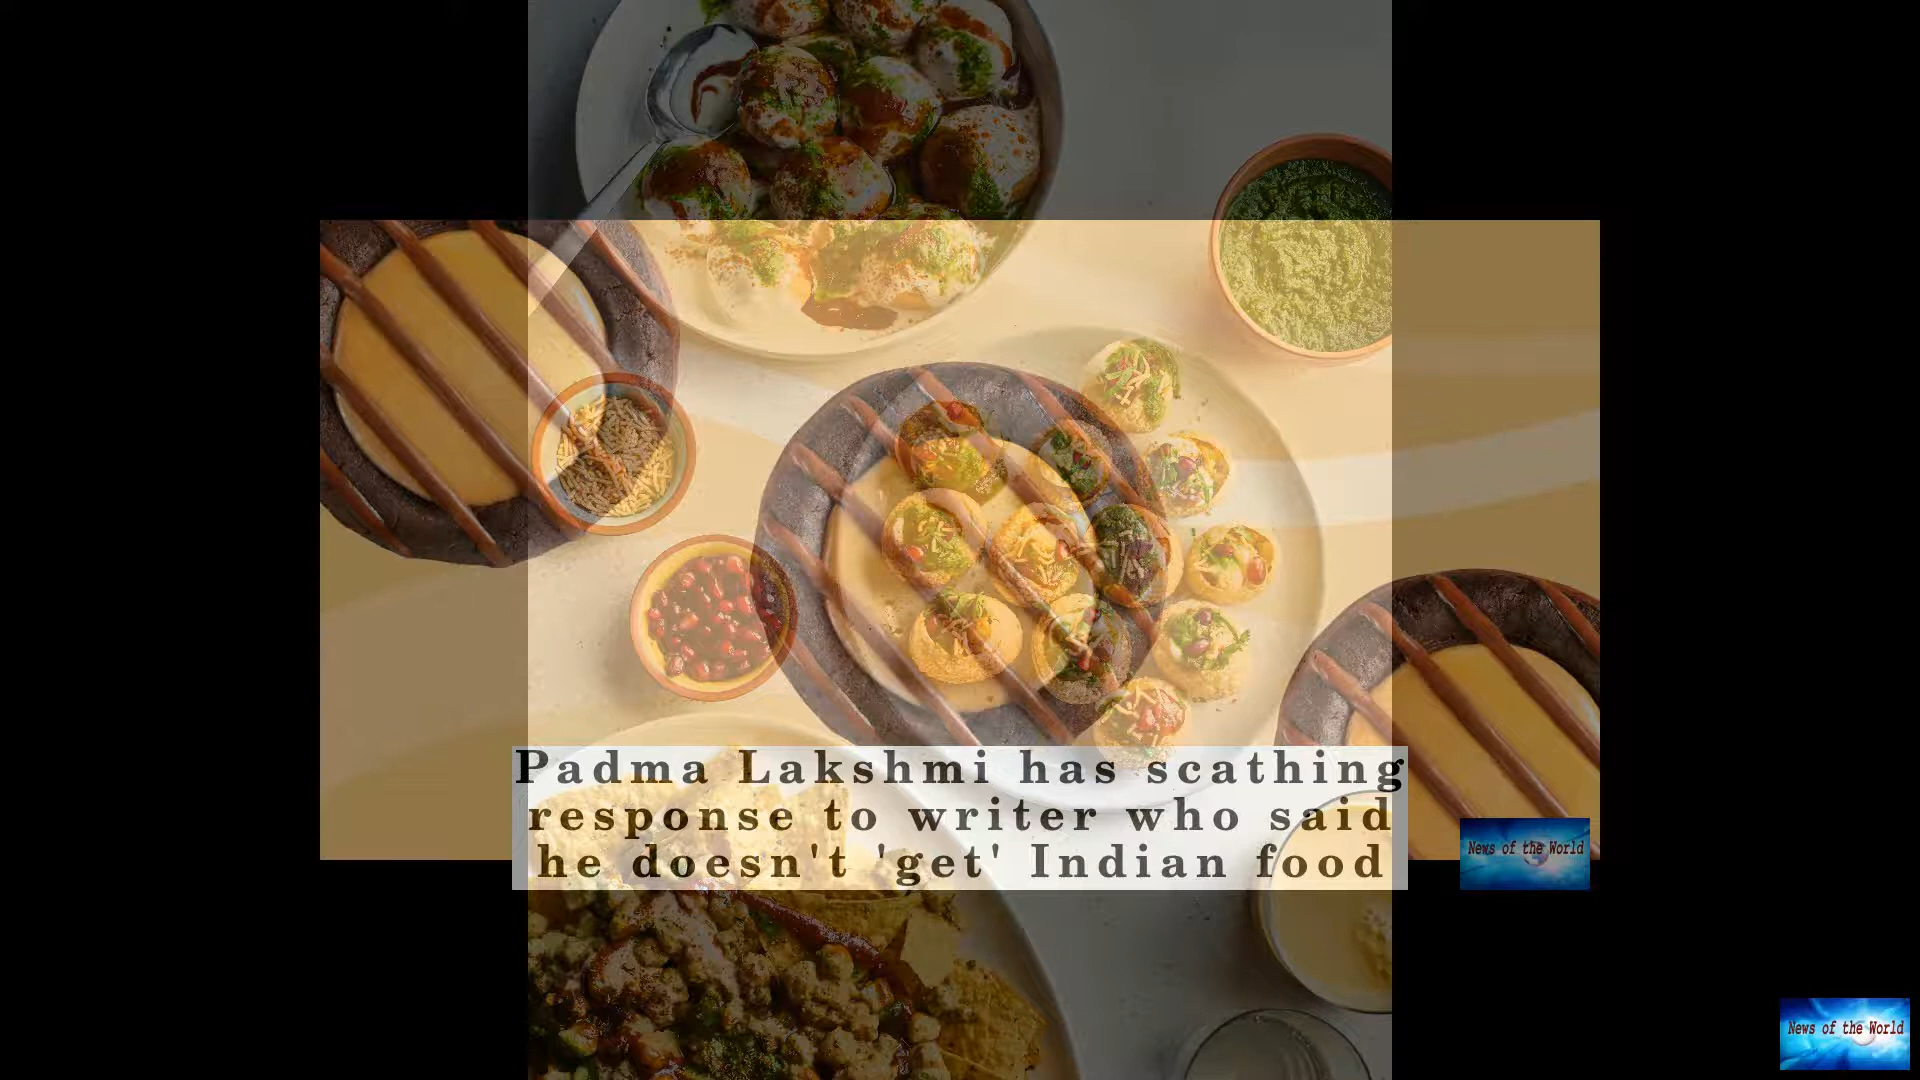 Padma Lakshmi has scathing
response to writer who said
he doesn't 'get' Indian food
News of the World
News of the World